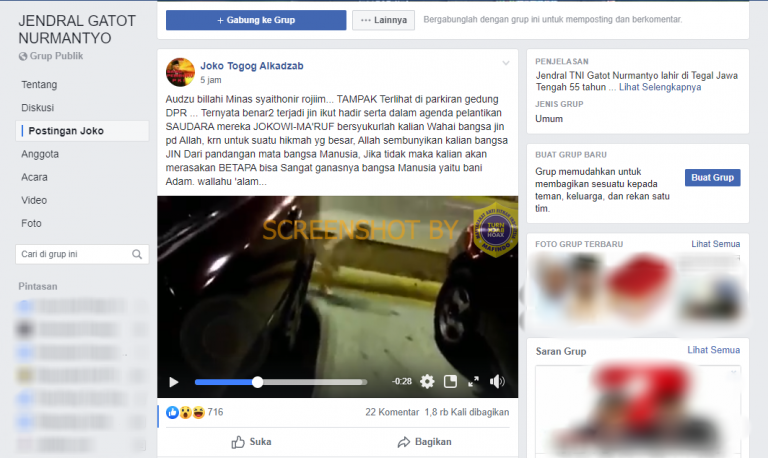 JENDRAL GATOT
NURMANTYO
Grup Publik
Tentang
Diskusi
Postingan Joko
Anggota
Acara
Video
Foto
Cari di grup ini
Pintasan
+ Gabung ke Grup
••• Lainnya
Bergabunglah dengan grup ini untuk memposting dan berkomentar.
Joko Togog Alkadzab
5 jam
Audzu billahi Minas syaithonir rojiim... TAMPAK Terlihat di parkiran gedung
DPR ... Ternyata benar2 terjadi jin ikut hadir serta dalam agenda pelantikan
SAUDARA mereka JOKOWI-MA'RUF bersyukurlah kalian Wahai bangsa jin
pd Allah, krn untuk suatu hikmah yg besar, Allah sembunyikan kalian bangsa
JIN Dari pandangan mata bangsa Manusia, Jika tidak maka kalian akan
merasakan BETAPA bisa Sangat ganasnya bangsa Manusia yaitu bani
Adam. wallahu 'alam...
SCREENSHOT BY
TURN
HOAX
MAFINDO
-0:28
716
22 Komentar 1,8 rb Kali dibagikan
Suka
Bagikan
PENJELASAN
Jendral TNI Gatot Nurmantyo lahir di Tegal Jawa
Tengah 55 tahun ... Lihat Selengkapnya
JENIS GRUP
Umum
BUAT GRUP BARU
Grup memudahkan untuk
membagikan sesuatu kepada
teman, keluarga, dan rekan satu
tim.
Buat Grup
FOTO GRUP TERBARU
Lihat Semua
Saran Grup
Lihat Semua